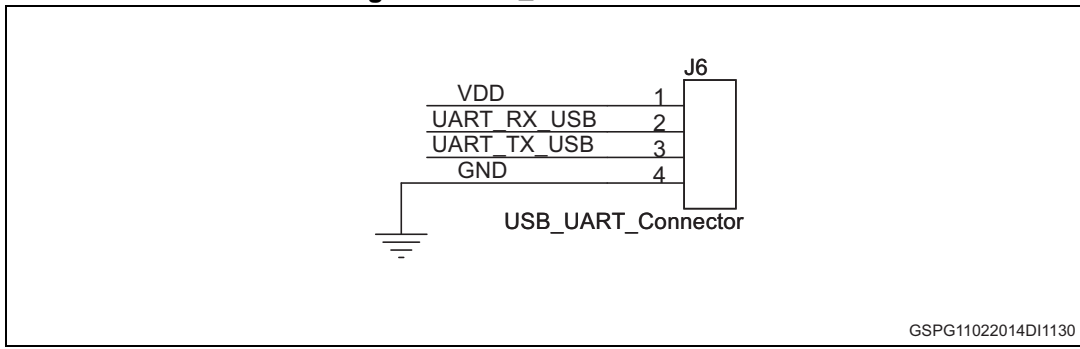 J6
VDD 1
UART_RX_USB 2
UART_TX_USB 3
GND 4
USB_UART_Connector
GSPG11022014DI1130